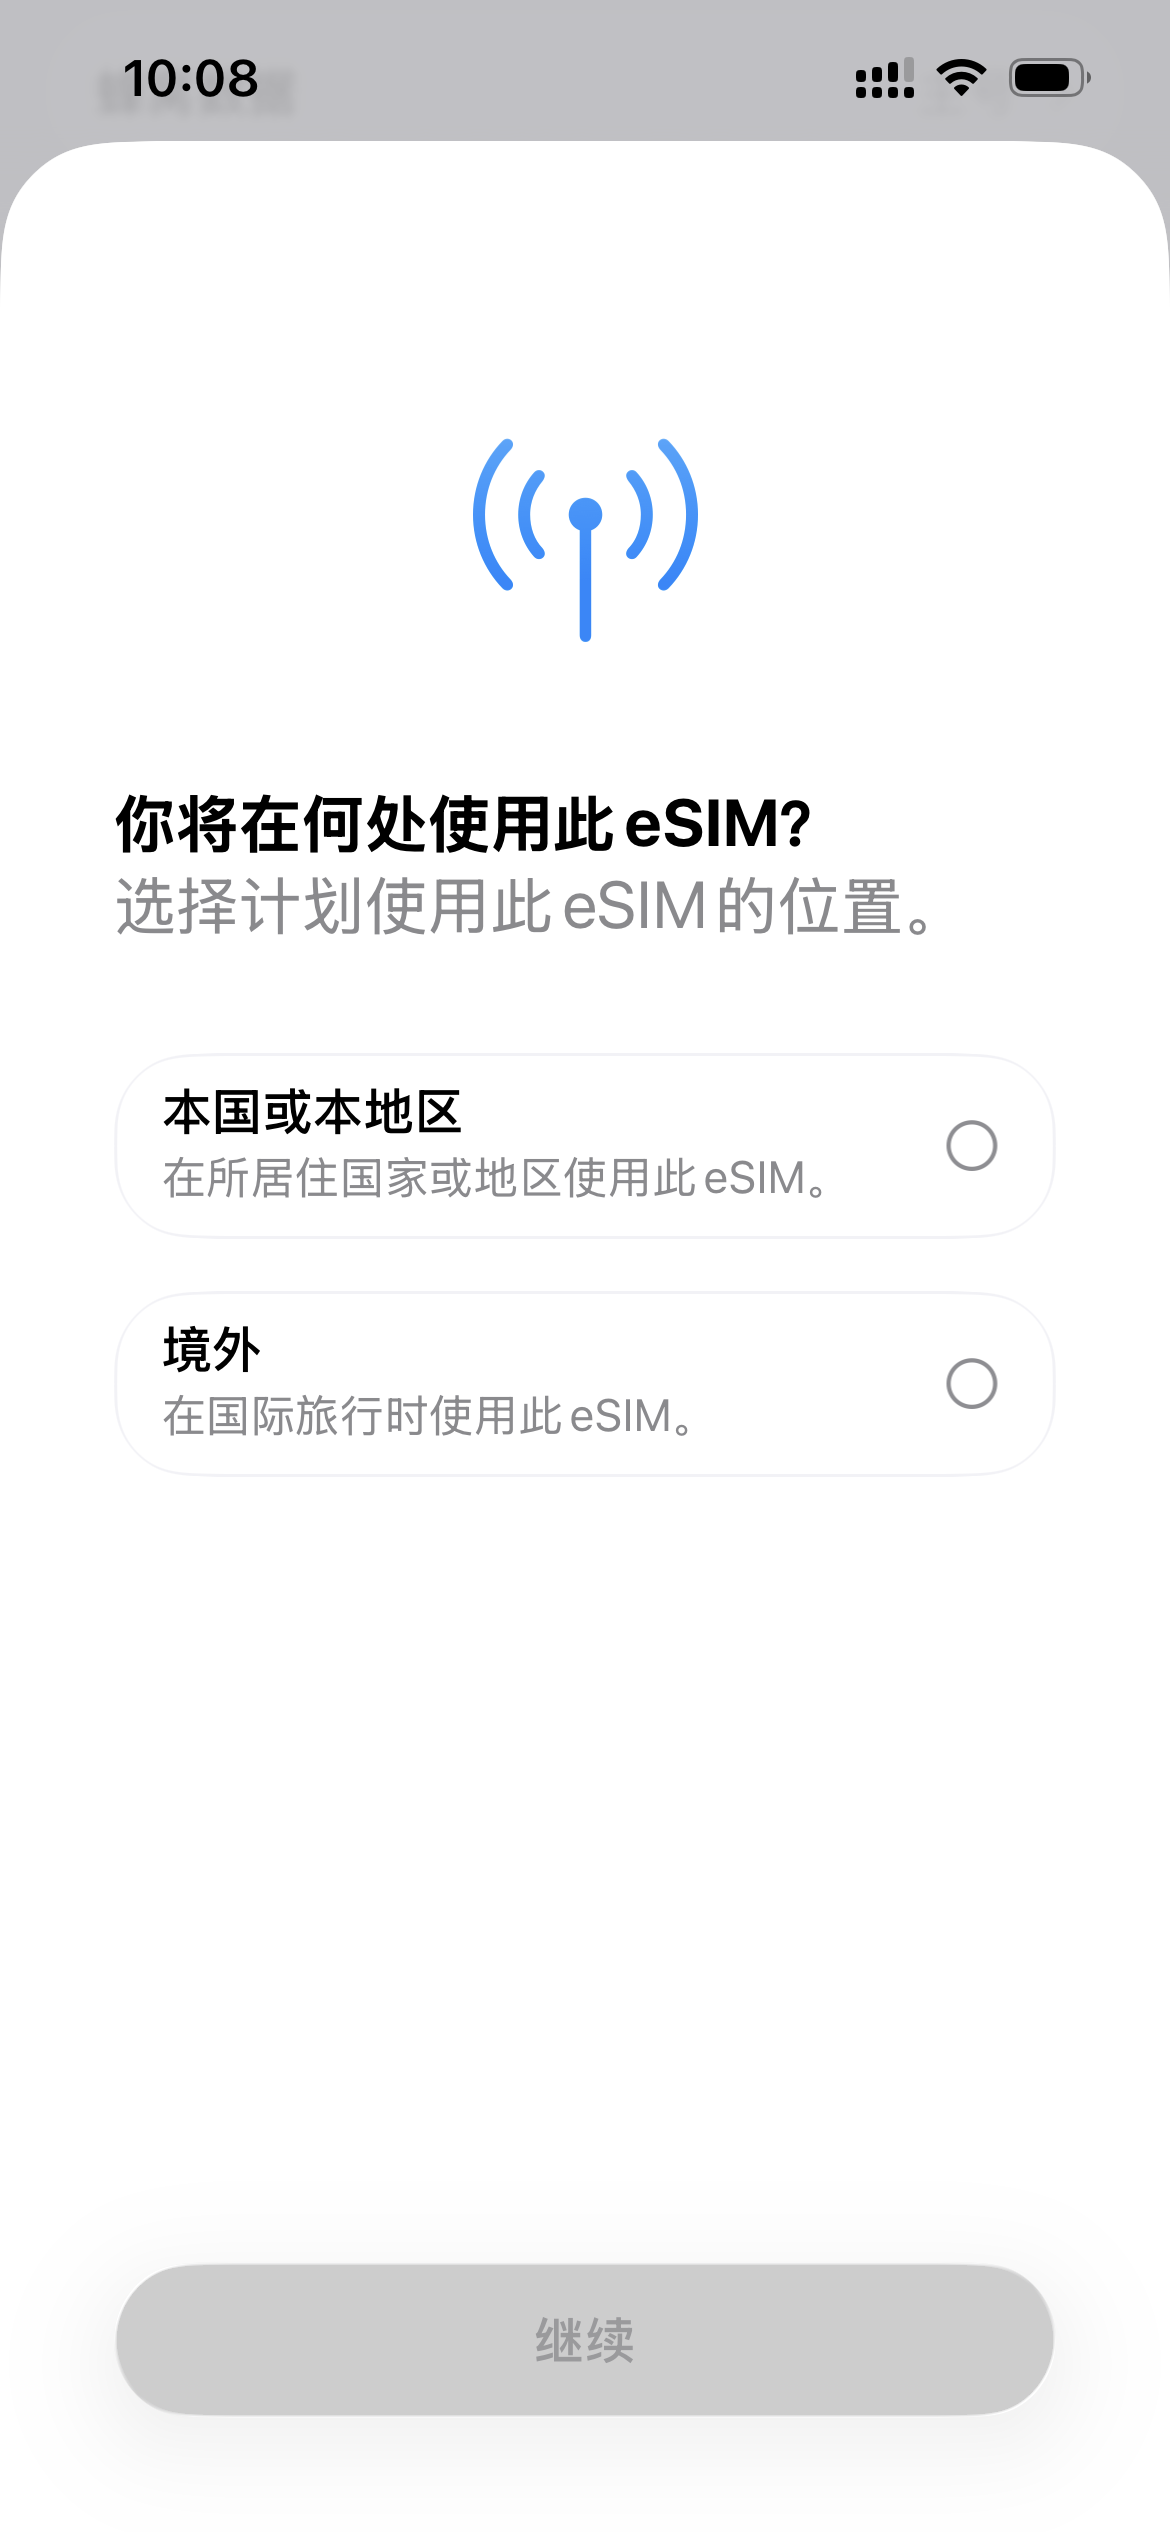 10:08
你将在何处使用此 eSIM?
选择计划使用此 eSIM 的位置。
本国或本地区
在所居住国家或地区使用此 eSIM。
境外
在国际旅行时使用此 eSIM。
继续